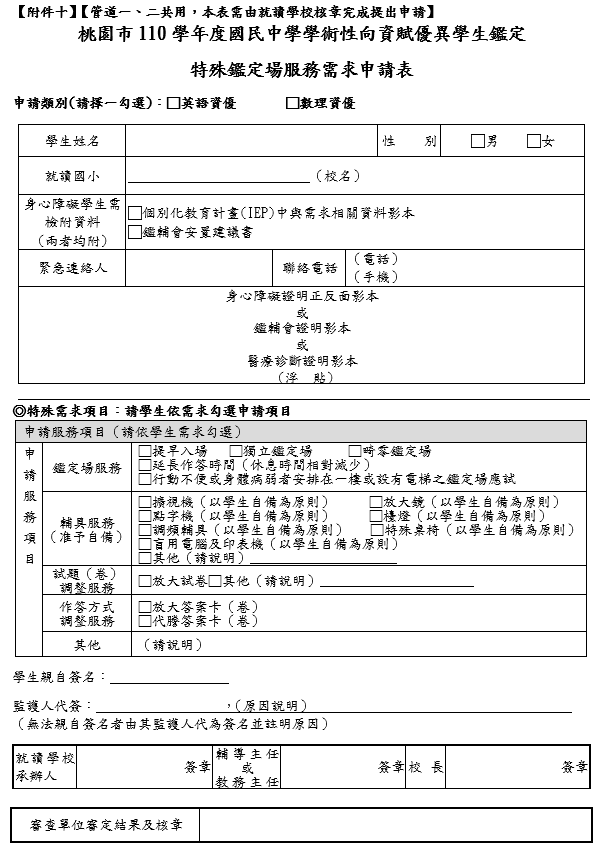 【附件十】【管道一、二共用，本表需由就讀學校核章完成提出申請】
桃園市 110 學年度國民中學學術性向資賦優異學生鑑定
特殊鑑定場服務需求申請表
申請類別(請擇一勾選)：□英語資優 □數理資優
學生姓名 性 別 □男 □女
就讀國小 （校名）
身心障礙學生需
檢附資料
（兩者均附）
□個別化教育計畫(IEP)中與需求相關資料影本
□鑑輔會安置建議書
緊急連絡人 聯絡電話 （電話）
（手機）
身心障礙證明正反面影本
或
鑑輔會證明影本
或
醫療診斷證明影本
（浮 貼）
◎特殊需求項目：請學生依需求勾選申請項目
申請服務項目（請依學生需求勾選）
申請服務項目
鑑定場服務
□提早入場 □獨立鑑定場 □畸零鑑定場
□延長作答時間（休息時間相對減少）
□行動不便或身體病弱者安排在一樓或設有電梯之鑑定場應試
輔具服務
（准予自備）
□擴視機（以學生自備為原則） □放大鏡（以學生自備為原則）
□點字機（以學生自備為原則） □檯燈（以學生自備為原則）
□調頻輔具（以學生自備為原則） □特殊桌椅（以學生自備為原則）
□盲用電腦及印表機（以學生自備為原則）
□其他（請說明）
試題（卷）
調整服務
□放大試卷□其他（請說明）
作答方式
調整服務
□放大答案卡（卷）
□代謄答案卡（卷）
其他 （請說明）
學生親自簽名：
監護人代簽： ，（原因說明）
（無法親自簽名者由其監護人代為簽名並註明原因）
就讀學校
承辦人
簽章
輔導主任
或
教務主任
簽章
校 長
簽章
審查單位審定結果及核章